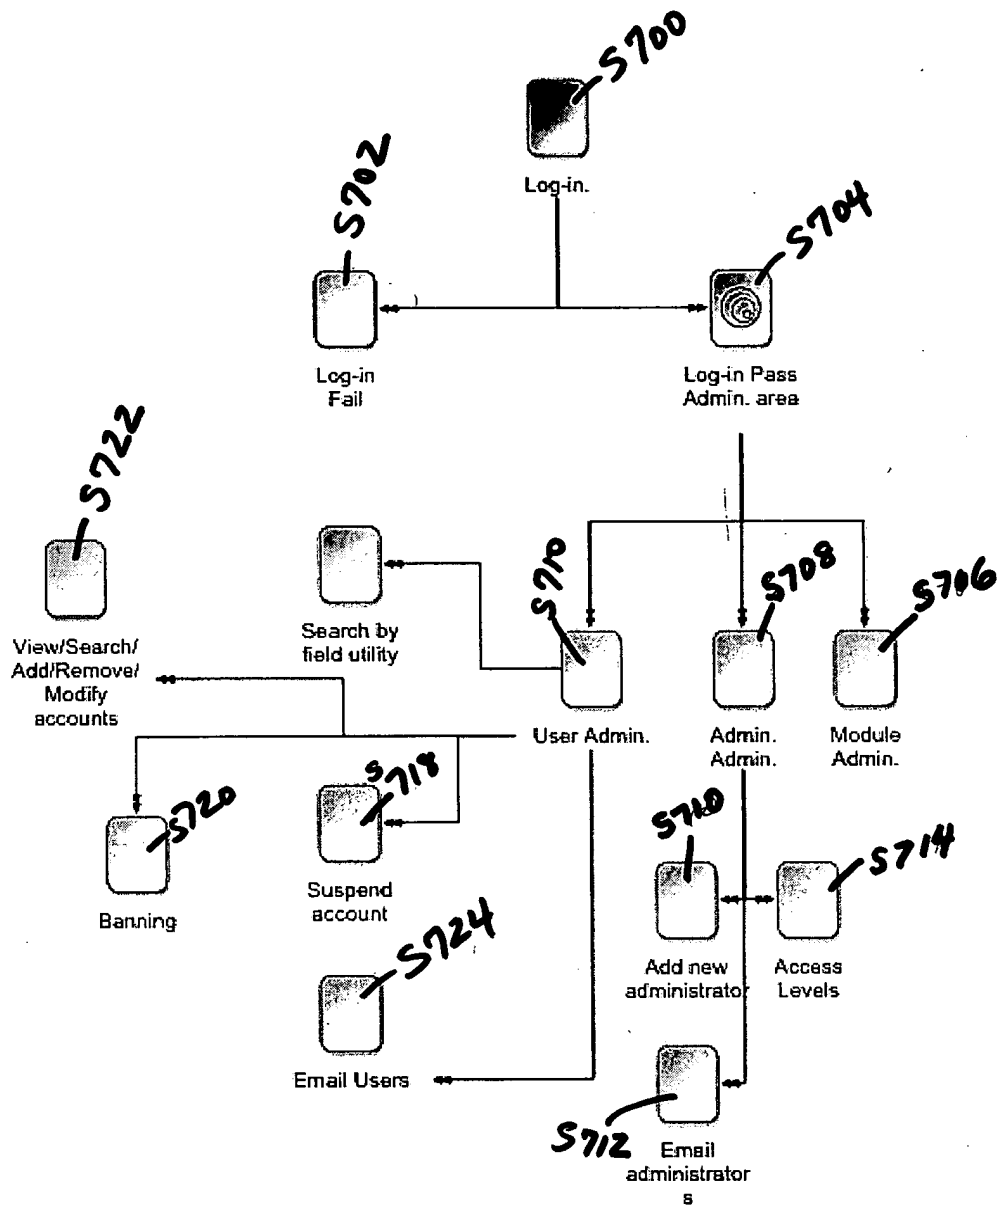 S700
Log-in.
S702
S704
Log-in
Fail
Log-in Pass
Admin. area
S722
S710
S708
S706
View/Search/
Add/Remove/
Modify
accounts
Search by
field utility
User Admin.
Admin.
Admin.
Module
Admin.
S720
S718
S710
S714
Banning
Suspend
account
S724
Add new
administrator
Access
Levels
Email Users
S712
Email
administrator
s